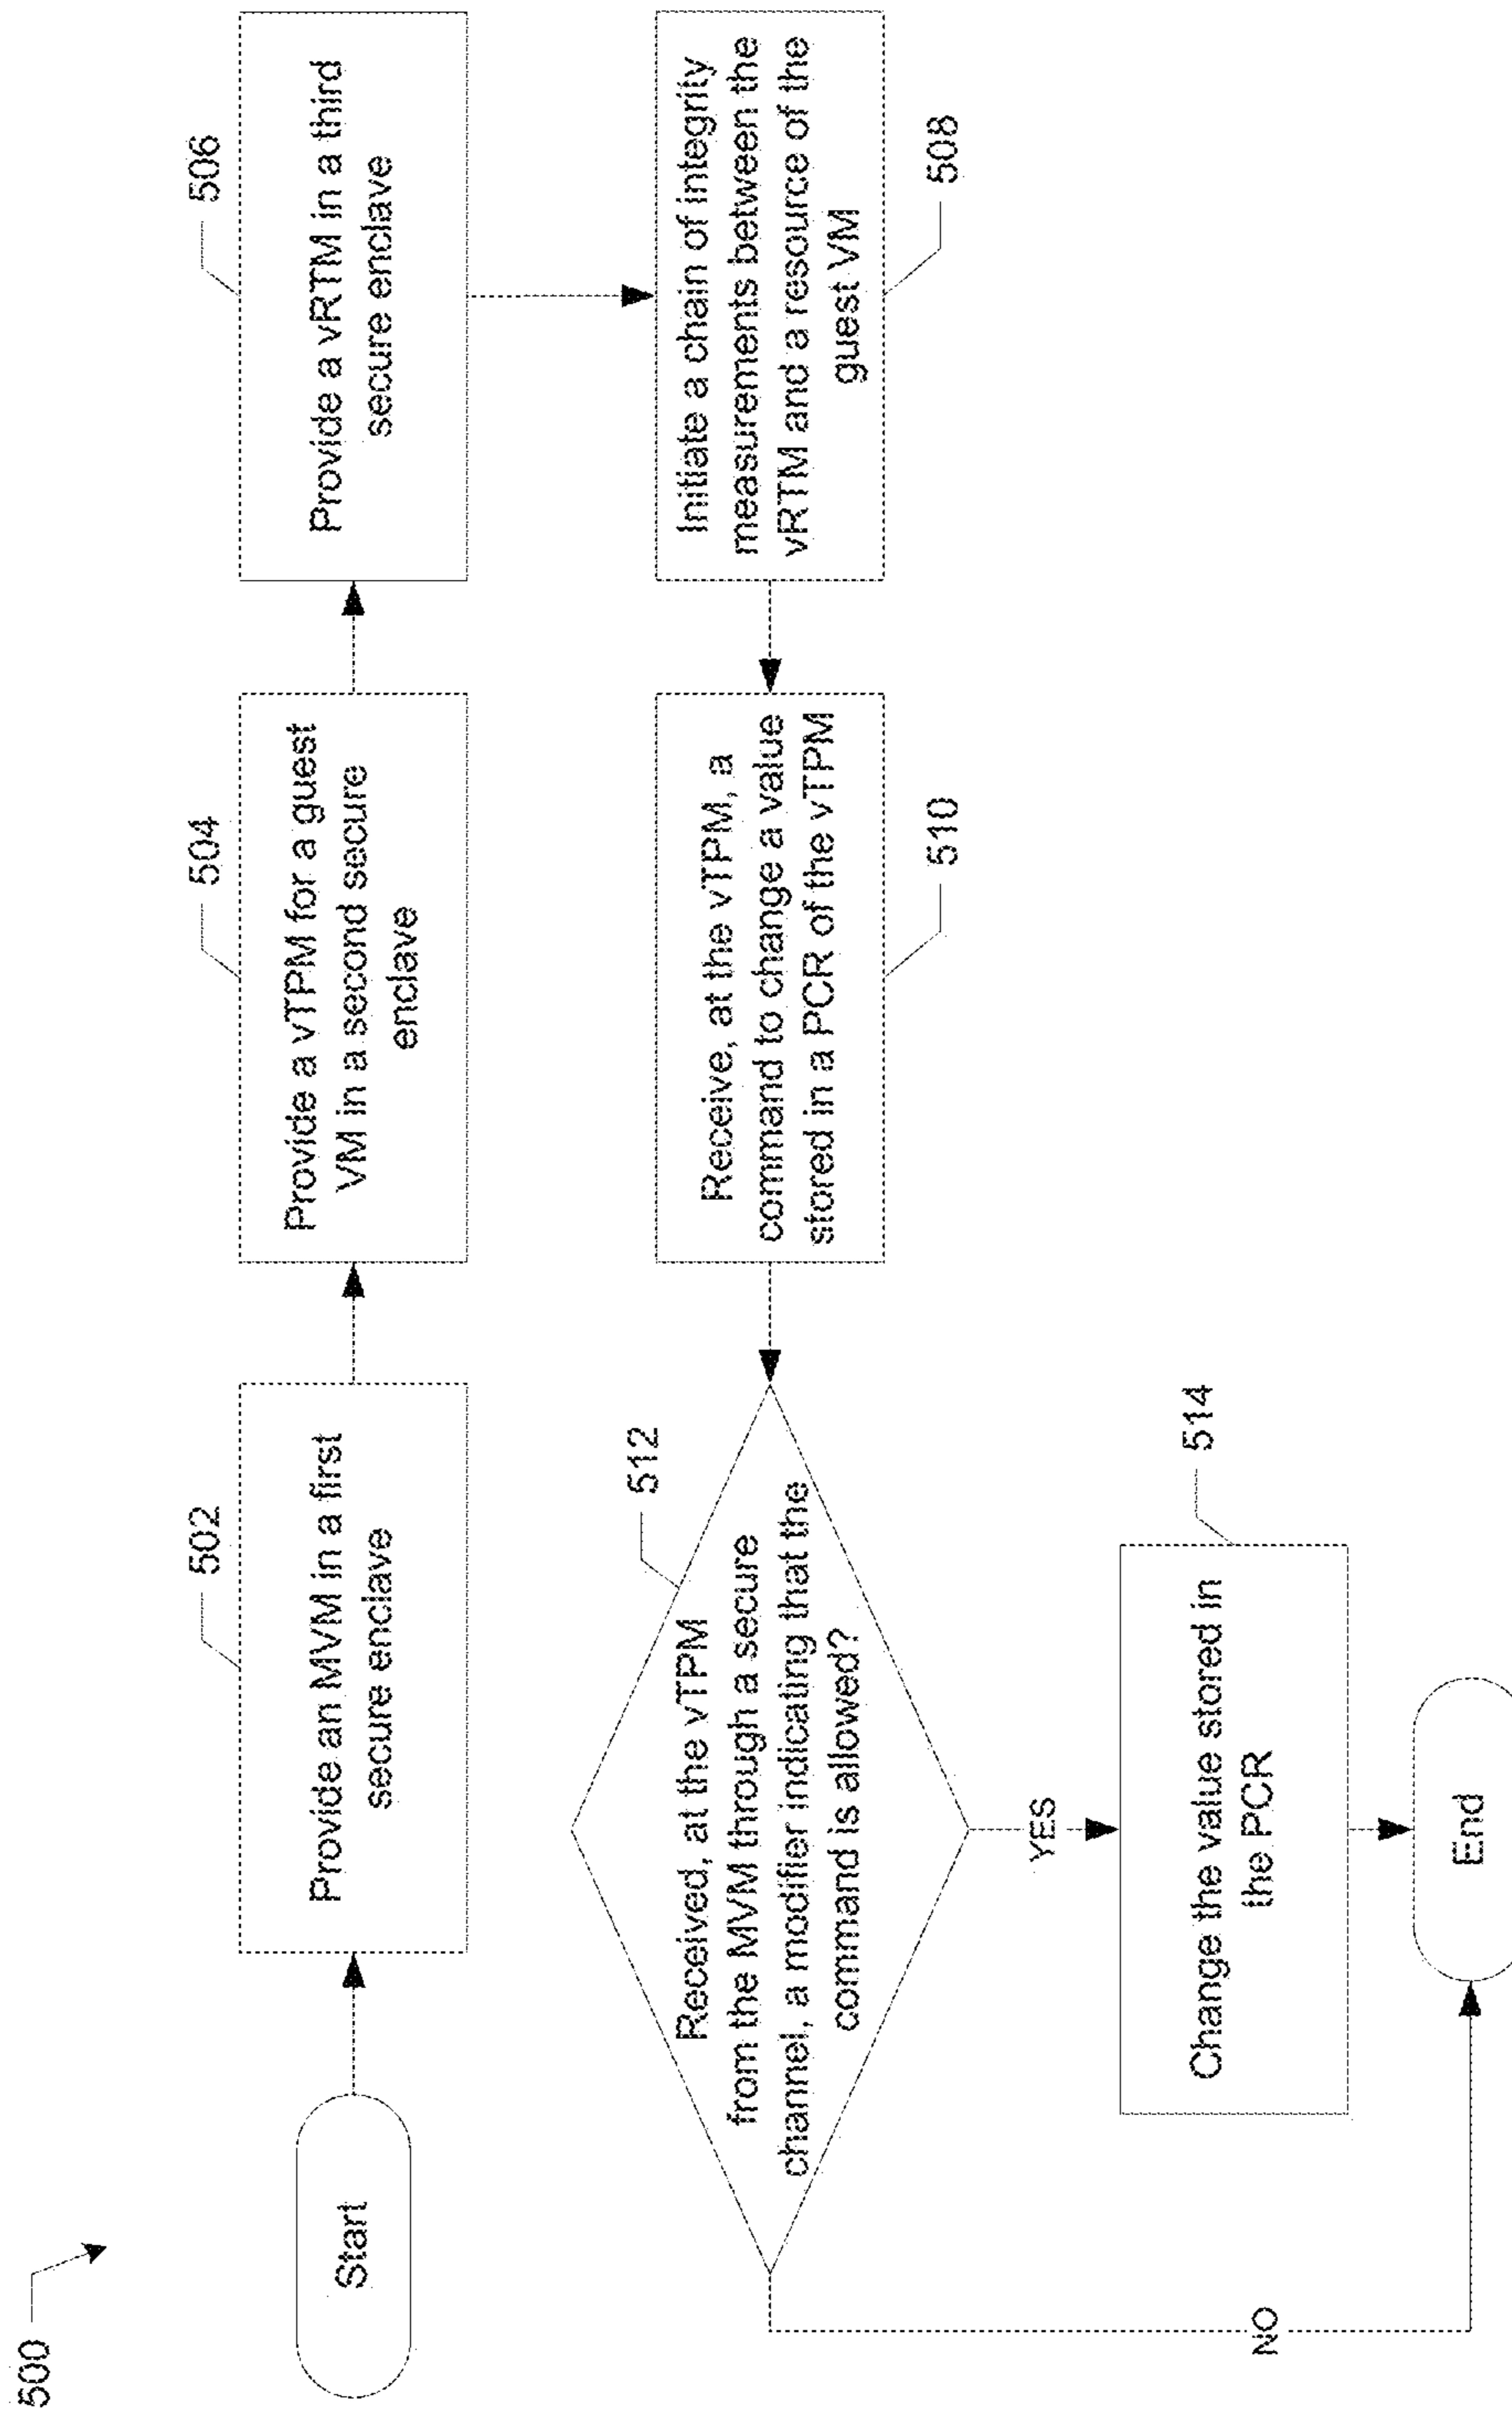 500
Start
502
Provide an MVM in a first
secure enclave
504
Provide a vTPM for a guest
VM in a second secure
enclave
506
Provide a vRTM in a third
secure enclave
Initiate a chain of integrity
measurements between the
vRTM and a resource of the
guest VM
508
Receive, at the vTPM, a
command to change a value
stored in a PCR of the vTPM
510
512
Received, at the vTPM
from the MVM through a secure
channel, a modifier indicating that the
command is allowed?
YES
NO
514
Change the value stored in
the PCR
End